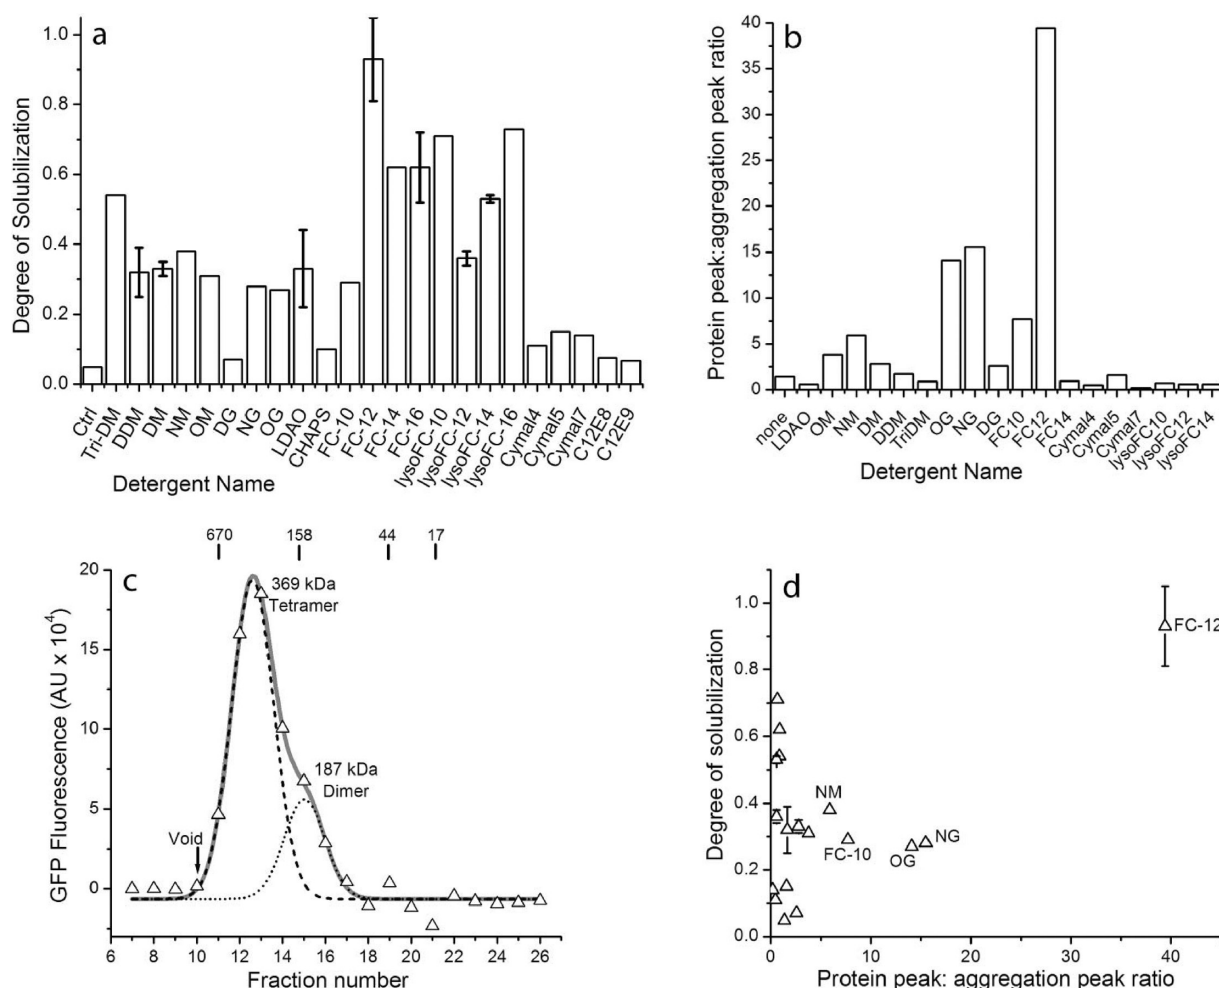 a
1.0
0.8
0.6
0.4
0.2
0.0
Degree of Solubilization
Ctrl
Tri-DM
DDM
DM
NM
OM
DG
NG
OG
LDAO
CHAPS
FC-10
FC-12
FC-14
FC-16
lysoFC-10
lysoFC-12
lysoFC-14
lysoFC-16
Cymal4
Cymal5
Cymal7
C12E8
C12E9
Detergent Name
b
40
35
30
25
20
15
10
5
0
Protein peak:aggregation peak ratio
none
LDAO
OM
NM
DM
DDM
TriDM
OG
NG
DG
FC10
FC12
FC14
Cymal4
Cymal5
Cymal7
lysoFC10
lysoFC12
lysoFC14
Detergent Name
670 158 44 17
c
20
15
10
5
0
GFP Fluorescence (AU x 10⁴)
369 kDa
Tetramer
187 kDa
Dimer
Void
6 8 10 12 14 16 18 20 22 24 26
Fraction number
d
1.0
0.8
0.6
0.4
0.2
0.0
Degree of solubilization
FC-12
NM
FC-10
OG
NG
0 10 20 30 40
Protein peak: aggregation peak ratio